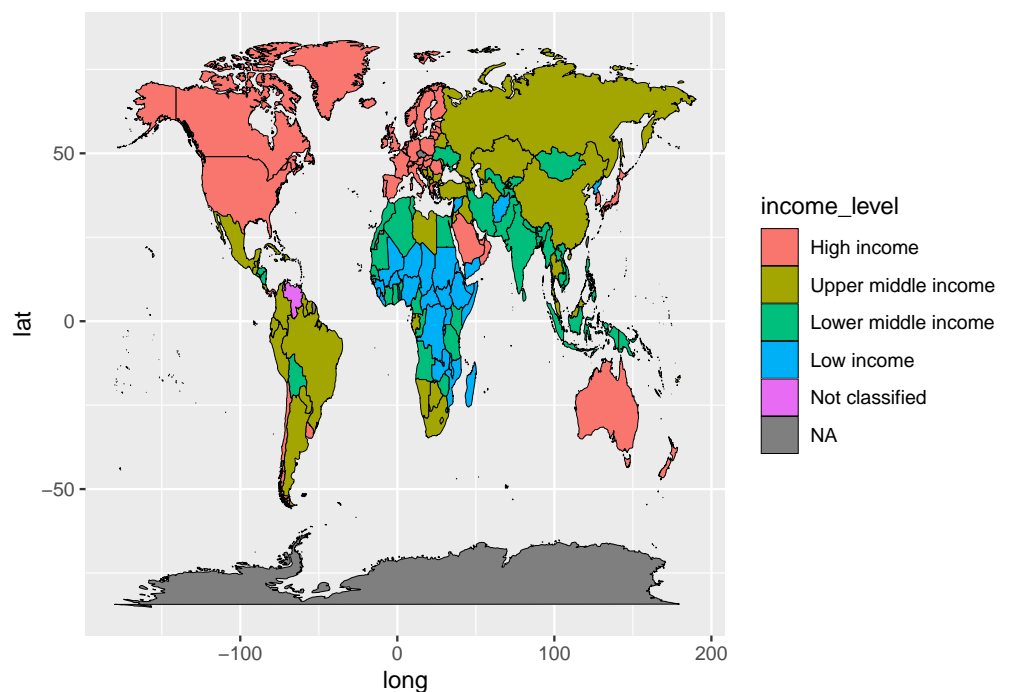 50
0
−50
lat
−100
0
100
200
long
income_level
High income
Upper middle income
Lower middle income
Low income
Not classified
NA